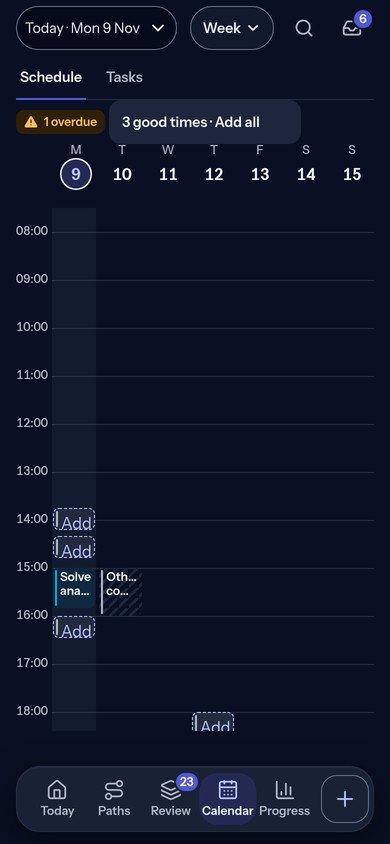 Today · Mon 9 Nov
Week
6
Schedule
Tasks
1 overdue
3 good times · Add all
M T W T F S S
9 10 11 12 13 14 15
08:00
09:00
10:00
11:00
12:00
13:00
14:00
Add
Add
15:00
Solve
ana…
Oth…
co…
16:00
Add
17:00
18:00
Add
23
Today
Paths
Review
Calendar
Progress